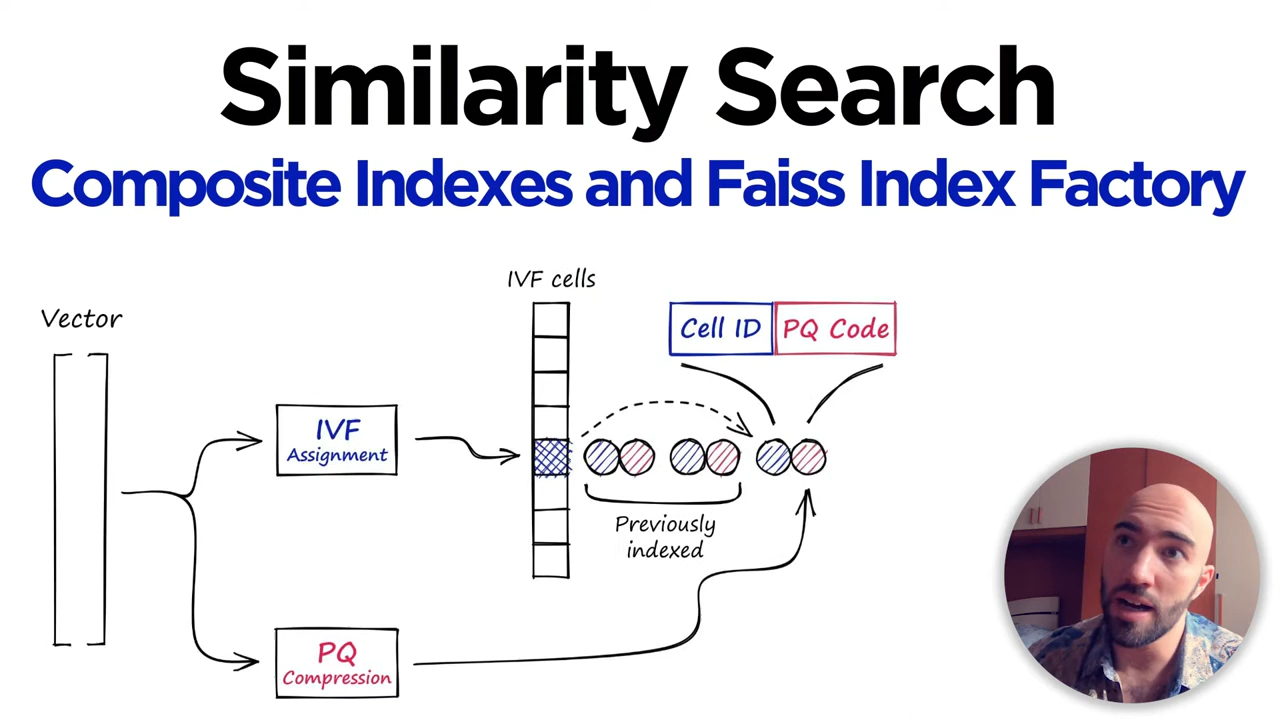 Similarity Search
Composite Indexes and Faiss Index Factory
IVF cells
Vector
Cell ID
PQ Code
IVF
Assignment
Previously
indexed
PQ
Compression